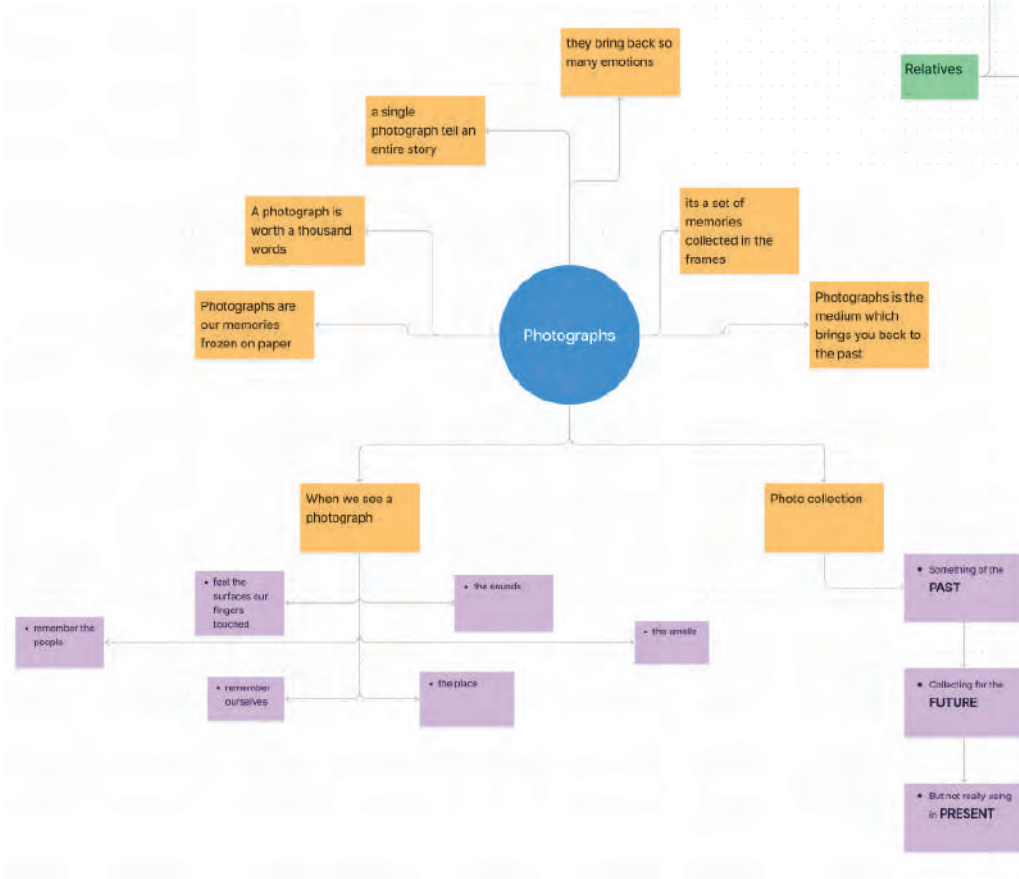 they bring back so
many emotions
Relatives
a single
photograph tell an
entire story
A photograph is
worth a thousand
words
its a set of
memories
collected in the
frames
Photographs are
our memories
frozen on paper
Photographs
Photographs is the
medium which
brings you back to
the past
When we see a
photograph
Photo collection
• feel the
surfaces our
fingers
touched
• the sounds
• remember the
people
• the smells
• remember
ourselves
• the place
• Something of the
PAST
• Collecting for the
FUTURE
• But not really using
in PRESENT